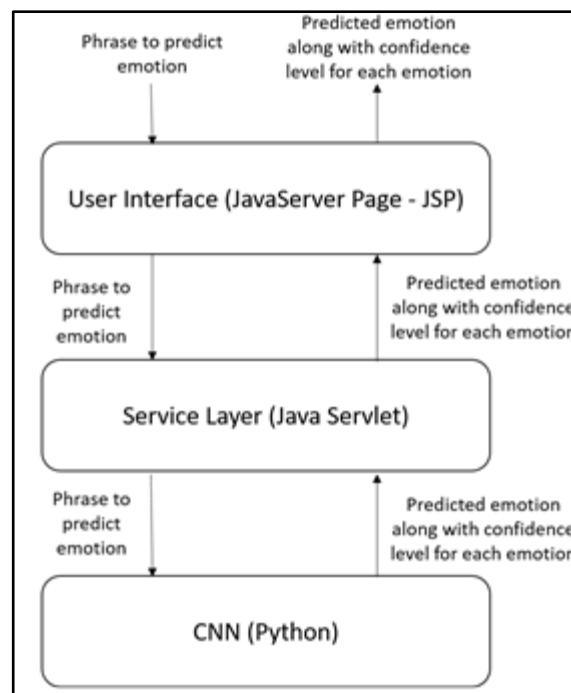 Phrase to predict
emotion
Predicted emotion
along with confidence
level for each emotion
User Interface (JavaServer Page - JSP)
Phrase to
predict
emotion
Predicted emotion
along with confidence
level for each emotion
Service Layer (Java Servlet)
Phrase to
predict
emotion
Predicted emotion
along with confidence
level for each emotion
CNN (Python)